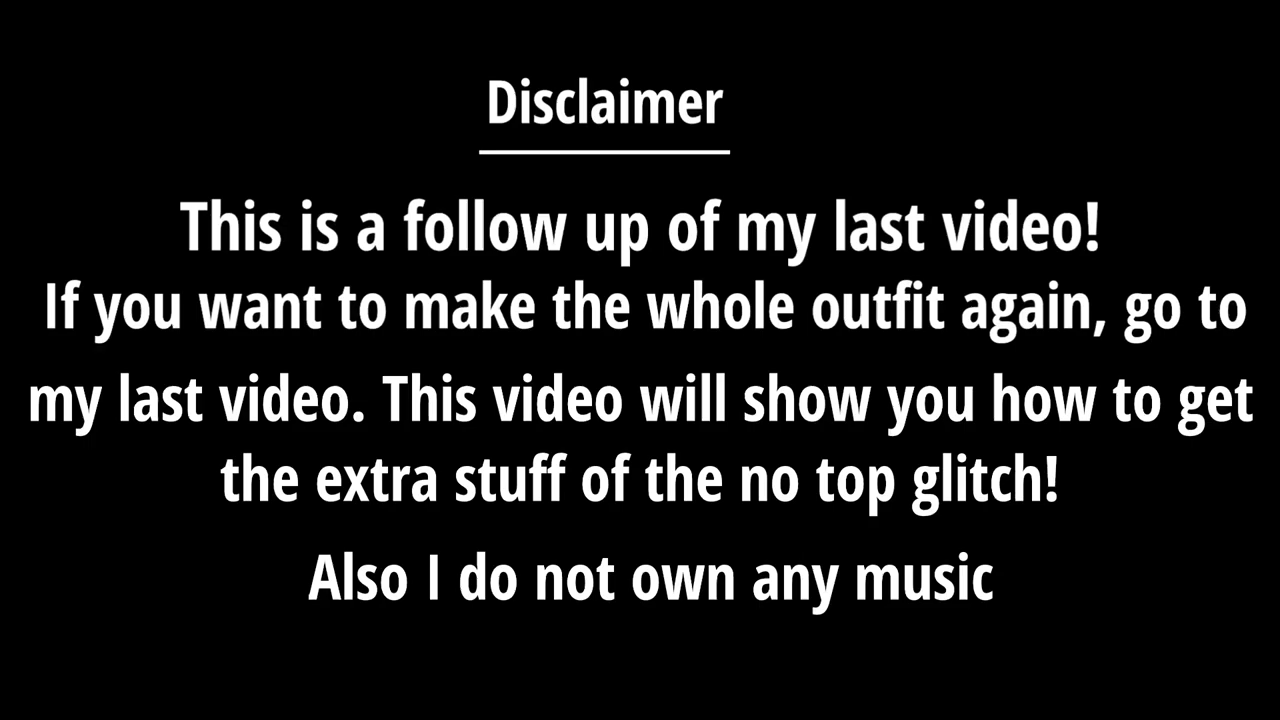 Disclaimer
This is a follow up of my last video!
If you want to make the whole outfit again, go to
my last video. This video will show you how to get
the extra stuff of the no top glitch!
Also I do not own any music